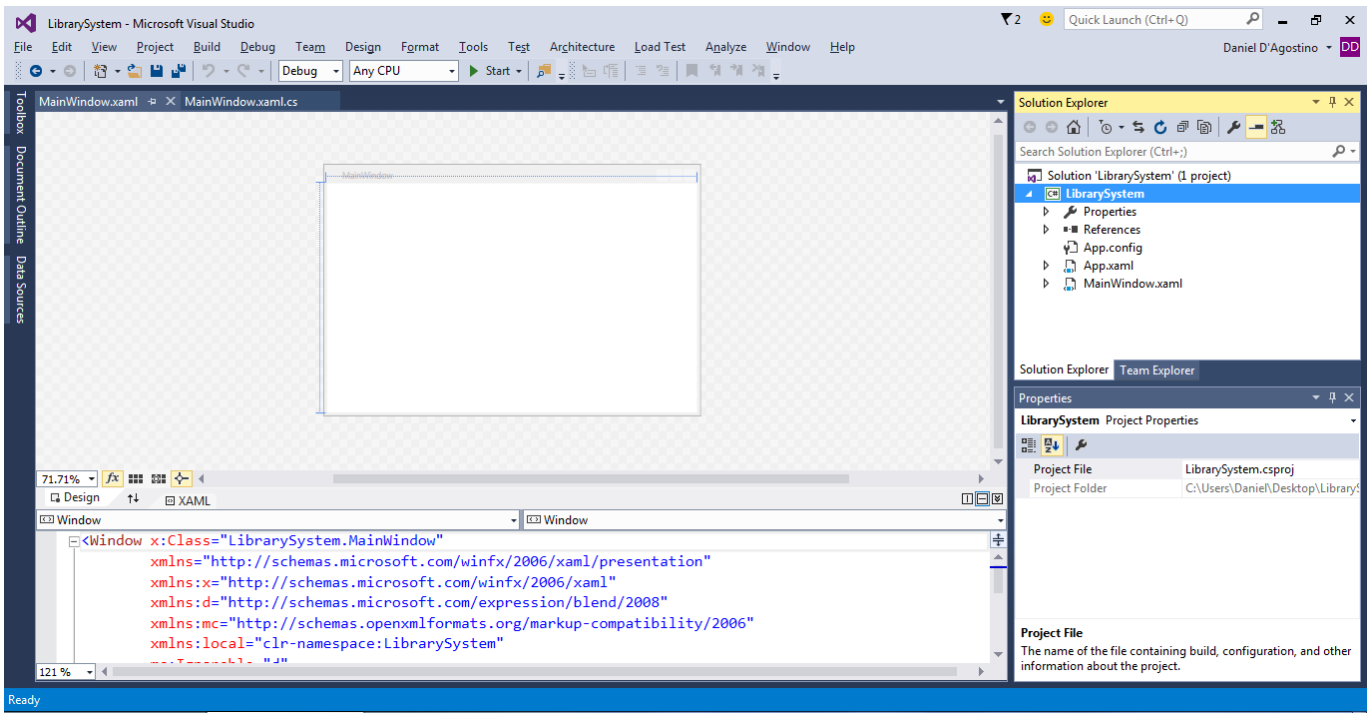 LibrarySystem - Microsoft Visual Studio
2
Quick Launch (Ctrl+Q)
File Edit View Project Build Debug Team Design Format Tools Test Architecture Load Test Analyze Window Help
Daniel D'Agostino
DD
Debug
Any CPU
Start
Toolbox
Document Outline
Data Sources
MainWindow.xaml
MainWindow.xaml.cs
MainWindow
71.71%
fx
Design
XAML
Window
Window
<Window x:Class="LibrarySystem.MainWindow"
xmlns="http://schemas.microsoft.com/winfx/2006/xaml/presentation"
xmlns:x="http://schemas.microsoft.com/winfx/2006/xaml"
xmlns:d="http://schemas.microsoft.com/expression/blend/2008"
xmlns:mc="http://schemas.openxmlformats.org/markup-compatibility/2006"
xmlns:local="clr-namespace:LibrarySystem"
121 %
Solution Explorer
Search Solution Explorer (Ctrl+;)
Solution 'LibrarySystem' (1 project)
C# LibrarySystem
Properties
References
App.config
App.xaml
MainWindow.xaml
Solution Explorer
Team Explorer
Properties
LibrarySystem Project Properties
Project File LibrarySystem.csproj
Project Folder C:\Users\Daniel\Desktop\Library
Project File
The name of the file containing build, configuration, and other
information about the project.
Ready